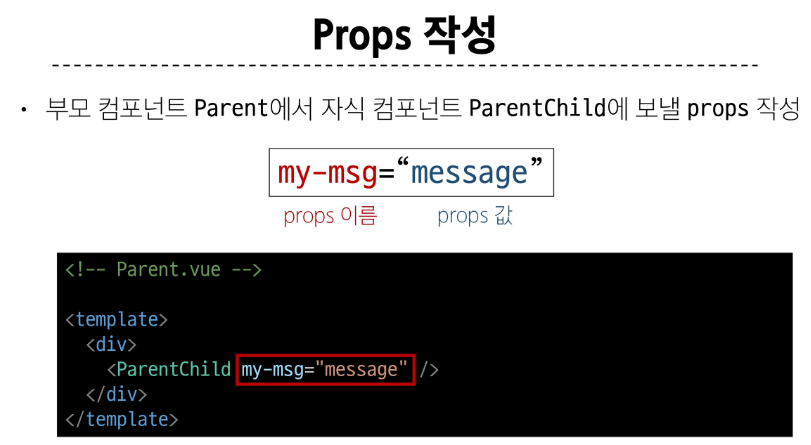 Props 작성
• 부모 컴포넌트 Parent에서 자식 컴포넌트 ParentChild에 보낼 props 작성
my-msg=“message”
props 이름 props 값
<!-- Parent.vue -->
<template>
<div>
<ParentChild my-msg="message" />
</div>
</template>